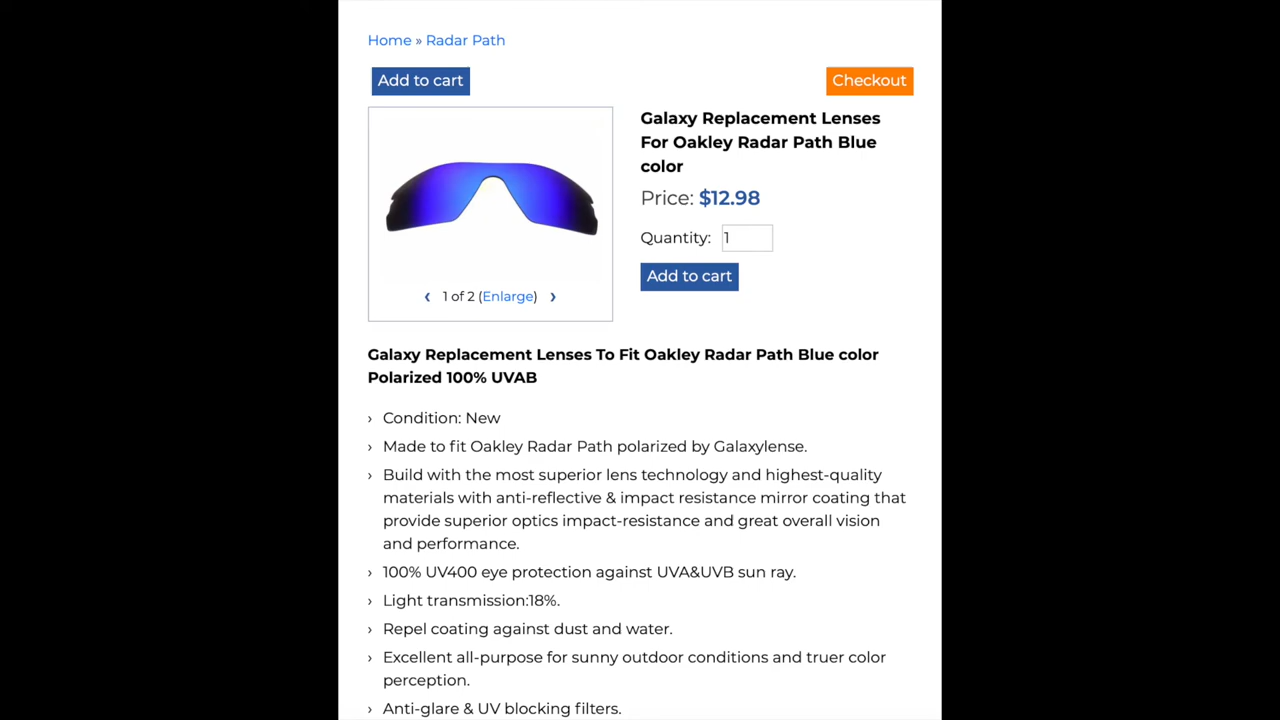 Home » Radar Path
Add to cart
Checkout
Galaxy Replacement Lenses
For Oakley Radar Path Blue
color
Price: $12.98
Quantity: 1
Add to cart
‹ 1 of 2 (Enlarge) ›
Galaxy Replacement Lenses To Fit Oakley Radar Path Blue color
Polarized 100% UVAB
› Condition: New
› Made to fit Oakley Radar Path polarized by Galaxylense.
› Build with the most superior lens technology and highest-quality
materials with anti-reflective & impact resistance mirror coating that
provide superior optics impact-resistance and great overall vision
and performance.
› 100% UV400 eye protection against UVA&UVB sun ray.
› Light transmission:18%.
› Repel coating against dust and water.
› Excellent all-purpose for sunny outdoor conditions and truer color
perception.
› Anti-glare & UV blocking filters.